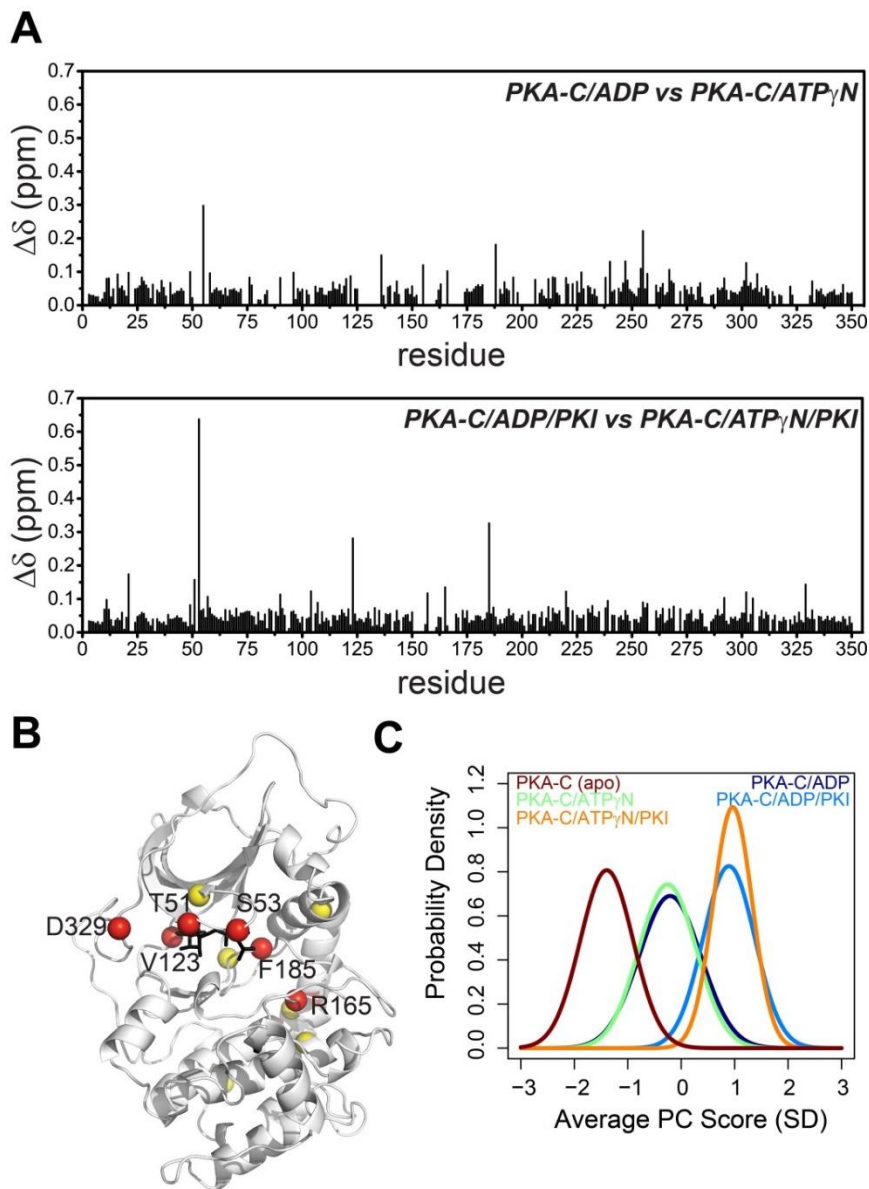 A
PKA-C/ADP vs PKA-C/ATPγN
Δδ (ppm)
0.7
0.6
0.5
0.4
0.3
0.2
0.1
0.0
0 25 50 75 100 125 150 175 200 225 250 275 300 325 350
residue
PKA-C/ADP/PKI vs PKA-C/ATPγN/PKI
Δδ (ppm)
0.7
0.6
0.5
0.4
0.3
0.2
0.1
0.0
0 25 50 75 100 125 150 175 200 225 250 275 300 325 350
residue
B
T51 S53
D329
V123 F185
R165
C
PKA-C (apo) PKA-C/ADP
PKA-C/ATPγN PKA-C/ADP/PKI
PKA-C/ATPγN/PKI
Probability Density
1.2
1.0
0.8
0.6
0.4
0.2
0.0
−3 −2 −1 0 1 2 3
Average PC Score (SD)